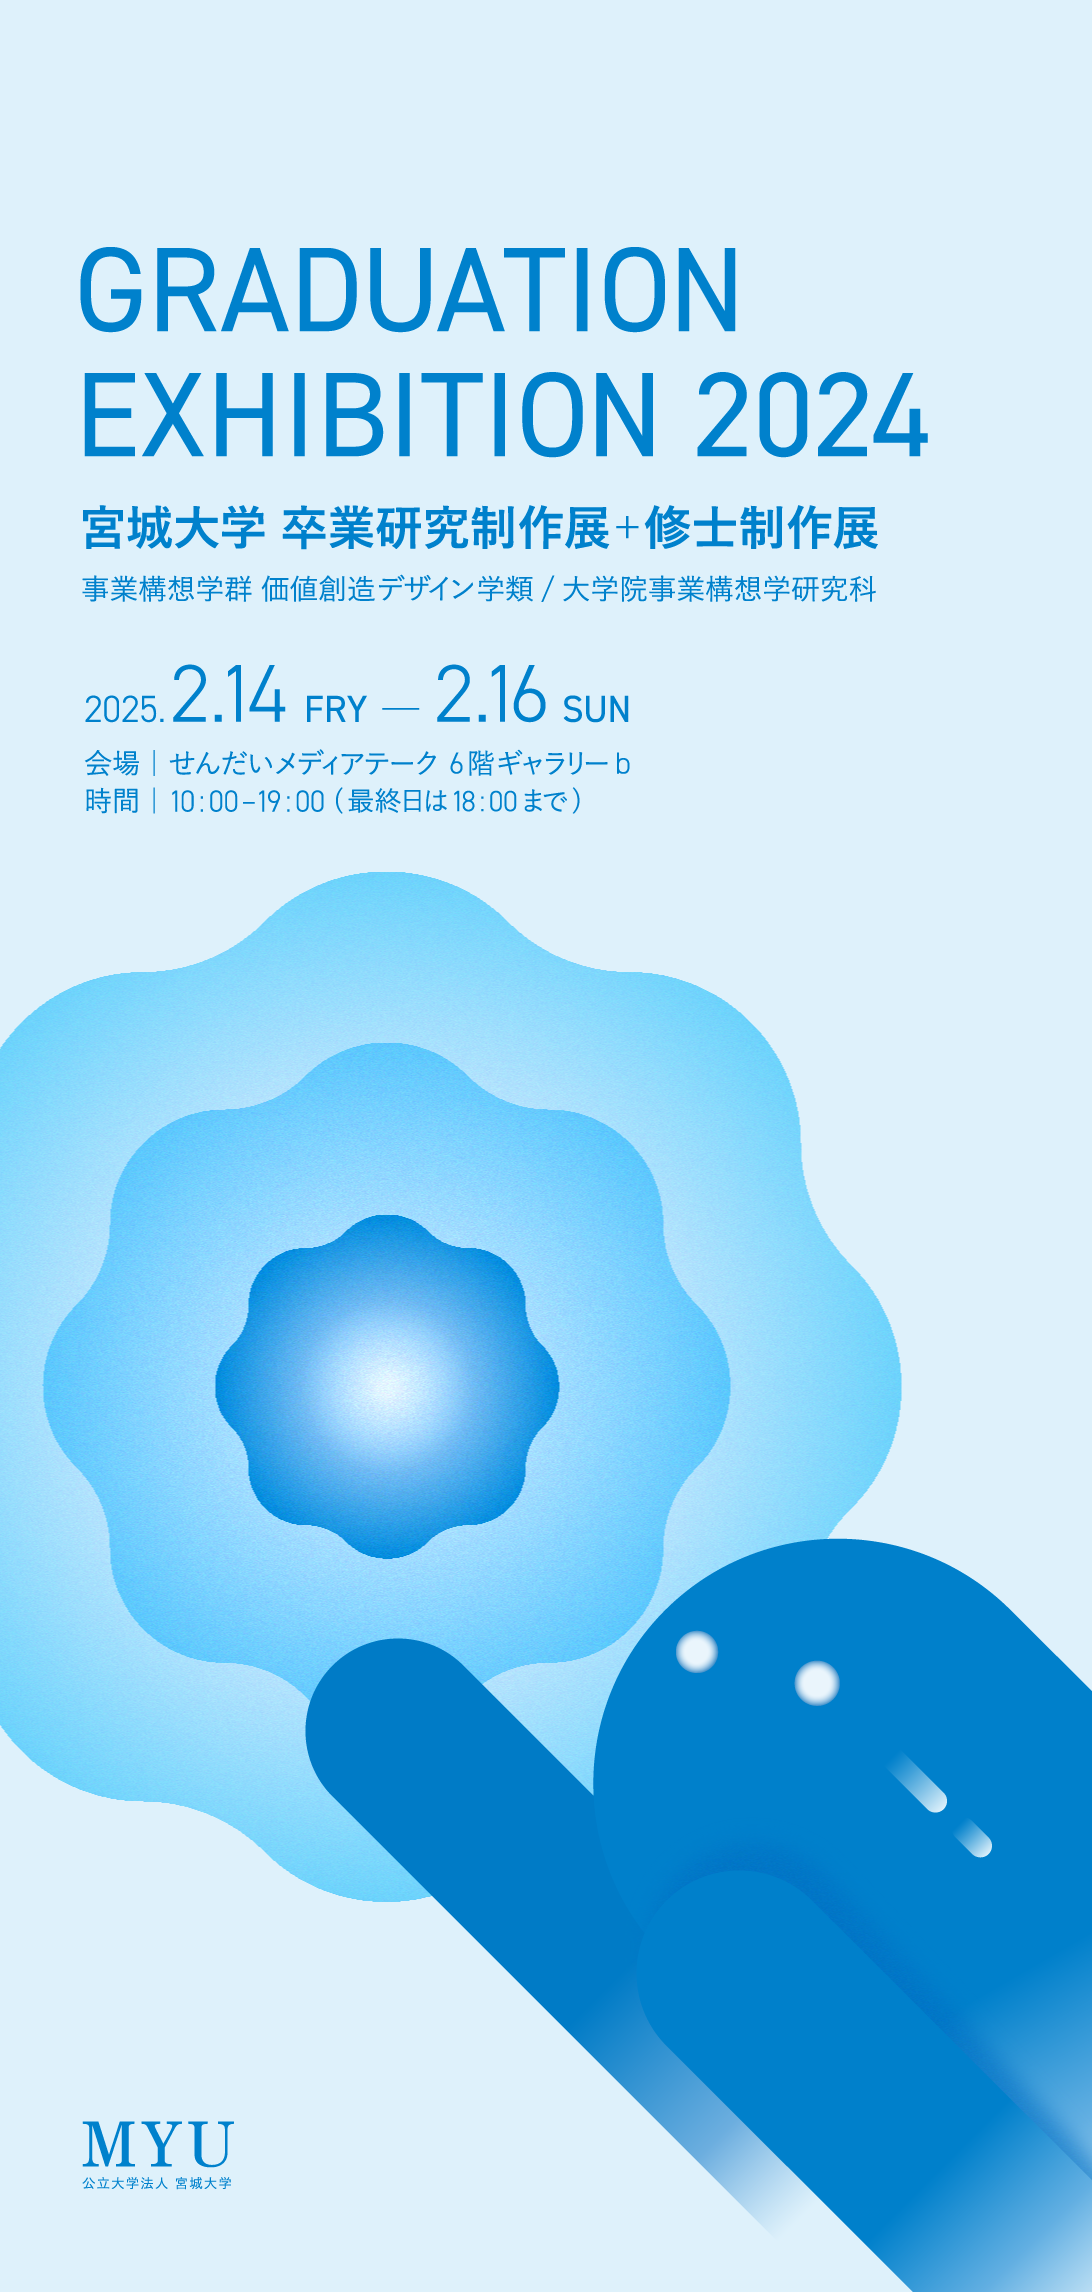 GRADUATION
EXHIBITION 2024
宮城大学 卒業研究制作展+修士制作展
事業構想学群 価値創造デザイン学類 / 大学院事業構想学研究科
2025. 2.14 FRY — 2.16 SUN
会場｜せんだいメディアテーク 6階ギャラリー b
時間｜10:00–19:00（最終日は18:00まで）
MYU
公立大学法人 宮城大学